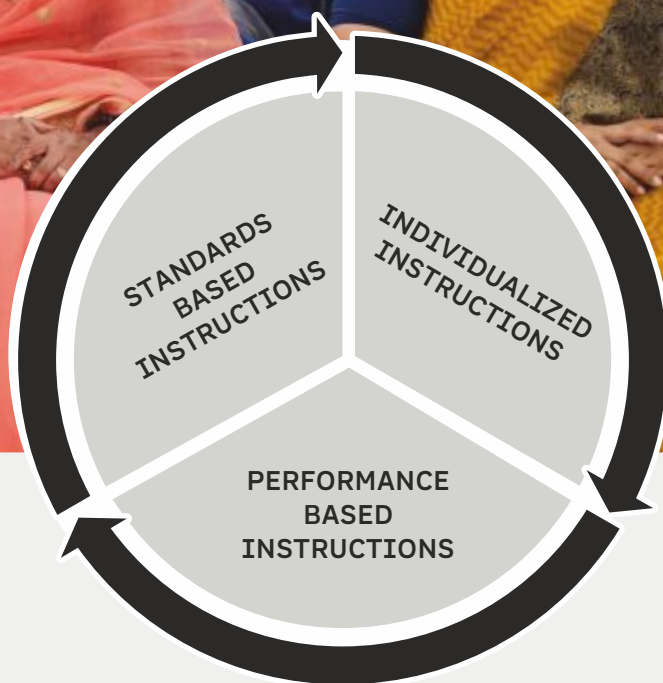 STANDARDS
BASED
INSTRUCTIONS
INDIVIDUALIZED
INSTRUCTIONS
PERFORMANCE
BASED
INSTRUCTIONS